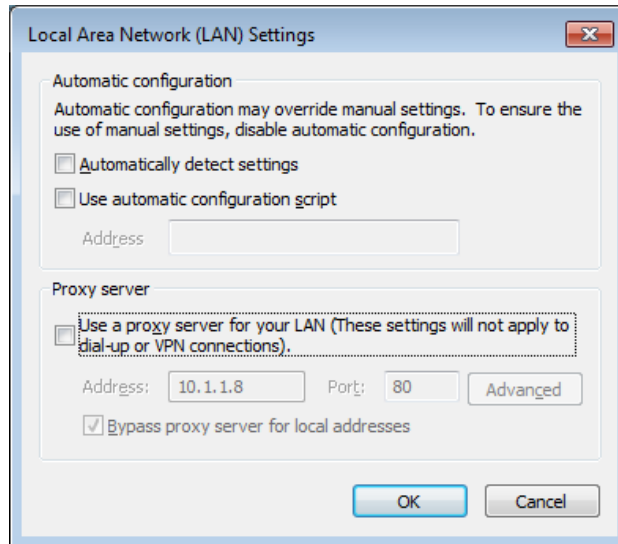 Local Area Network (LAN) Settings
Automatic configuration
Automatic configuration may override manual settings. To ensure the
use of manual settings, disable automatic configuration.
Automatically detect settings
Use automatic configuration script
Address
Proxy server
Use a proxy server for your LAN (These settings will not apply to
dial-up or VPN connections).
Address: 10.1.1.8 Port: 80 Advanced
Bypass proxy server for local addresses
OK Cancel